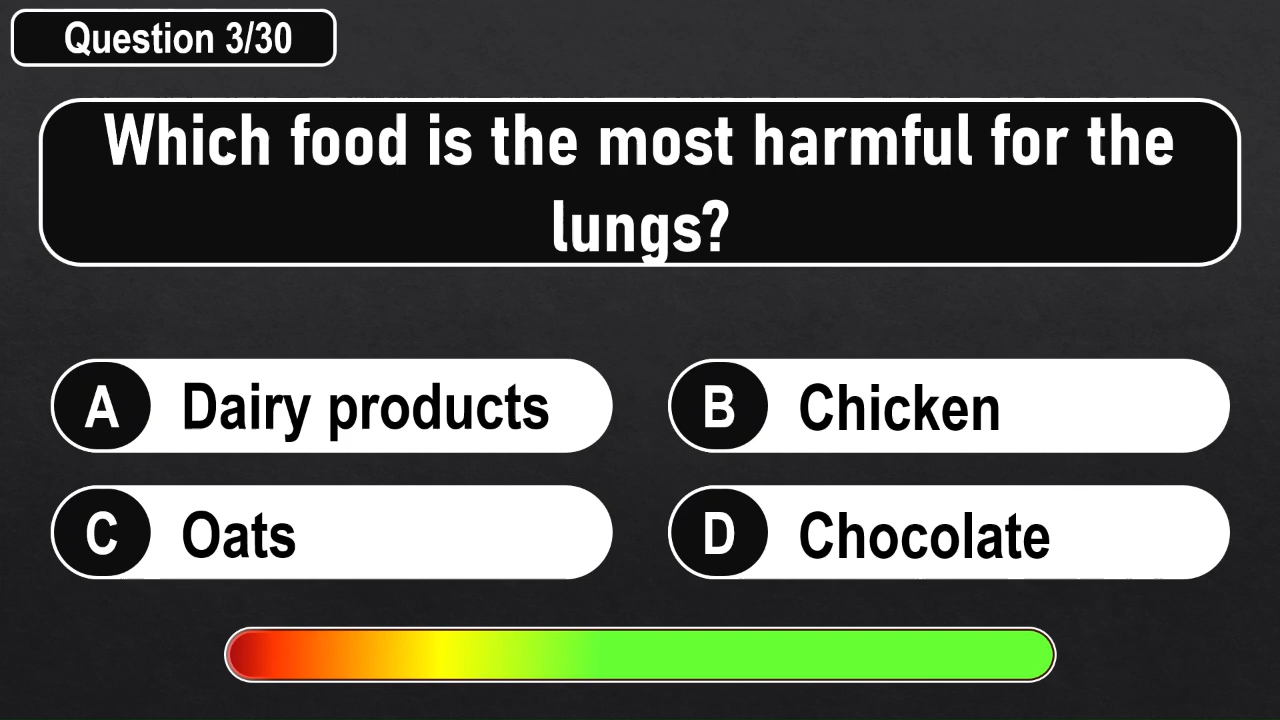 Question 3/30
Which food is the most harmful for the
lungs?
A Dairy products
B Chicken
C Oats
D Chocolate